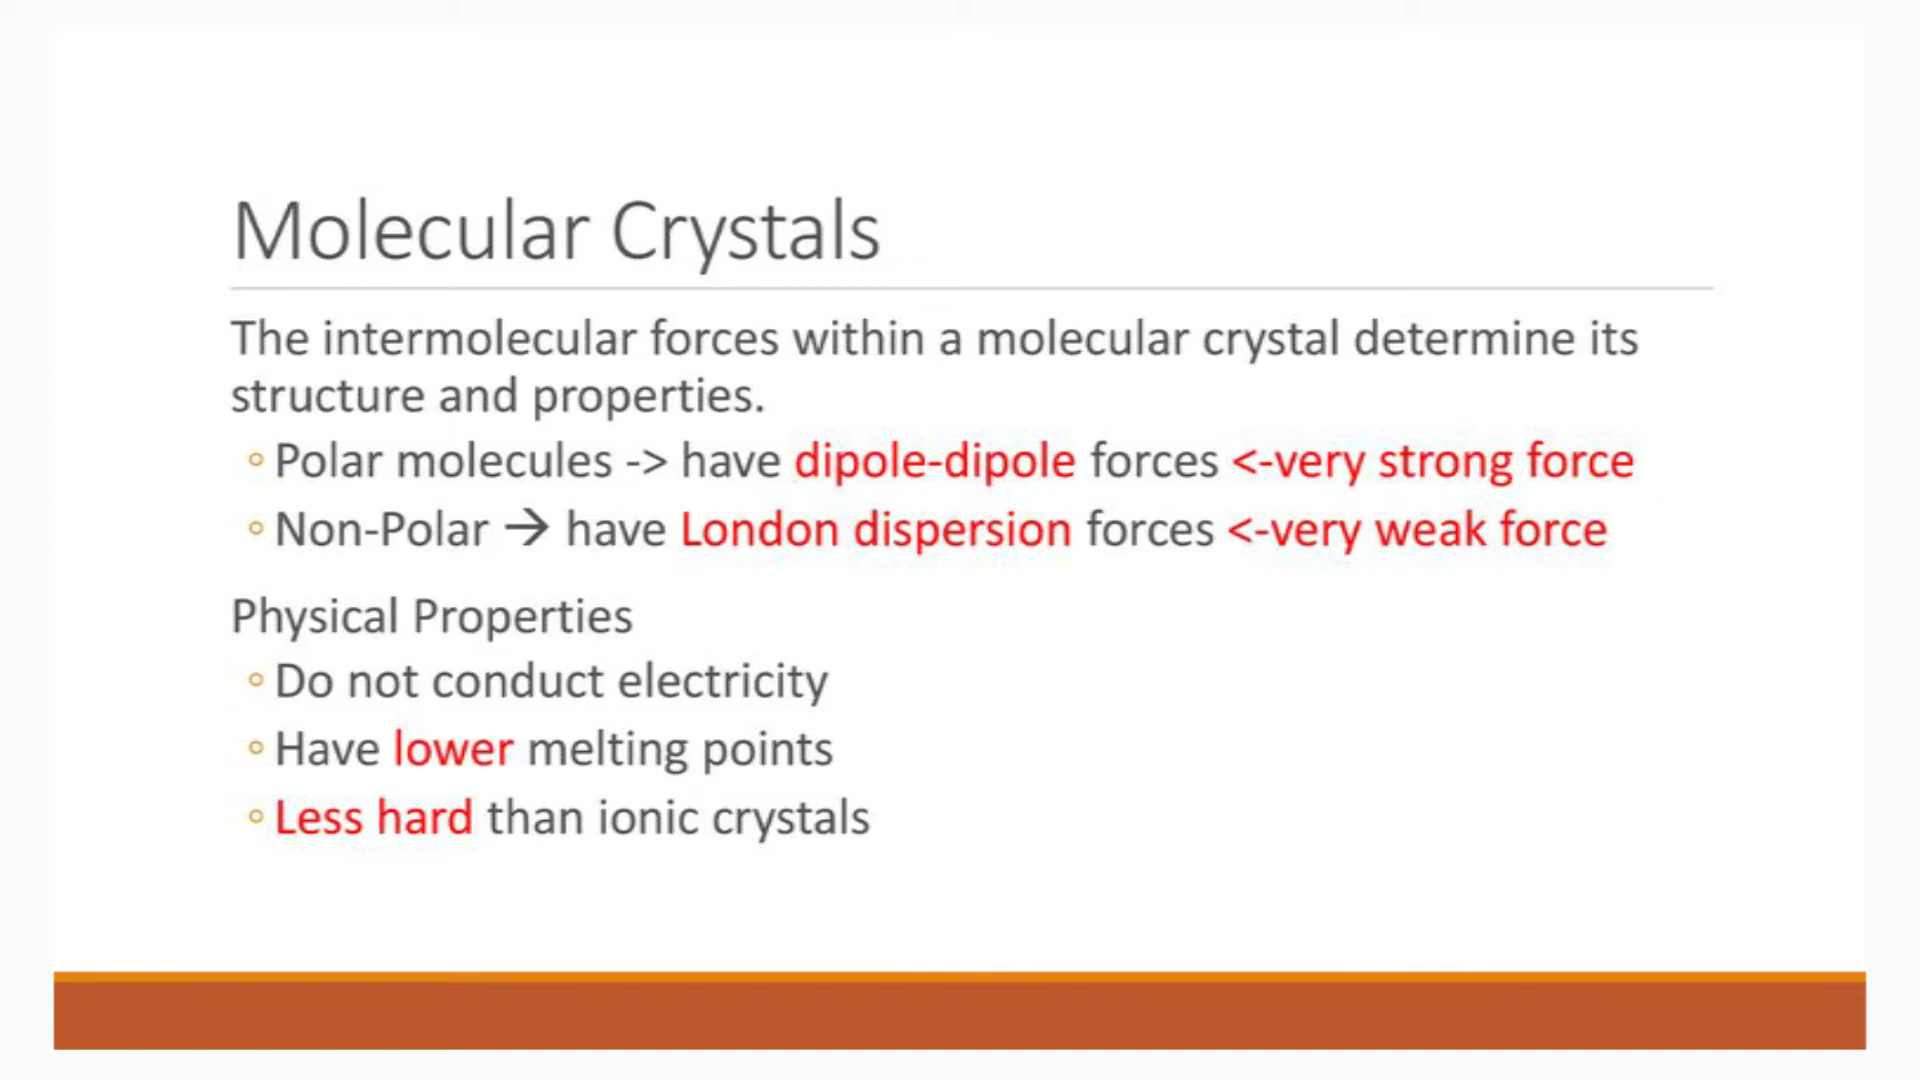 Molecular Crystals
The intermolecular forces within a molecular crystal determine its
structure and properties.
◦Polar molecules -> have dipole-dipole forces <-very strong force
◦Non-Polar → have London dispersion forces <-very weak force
Physical Properties
◦Do not conduct electricity
◦Have lower melting points
◦Less hard than ionic crystals